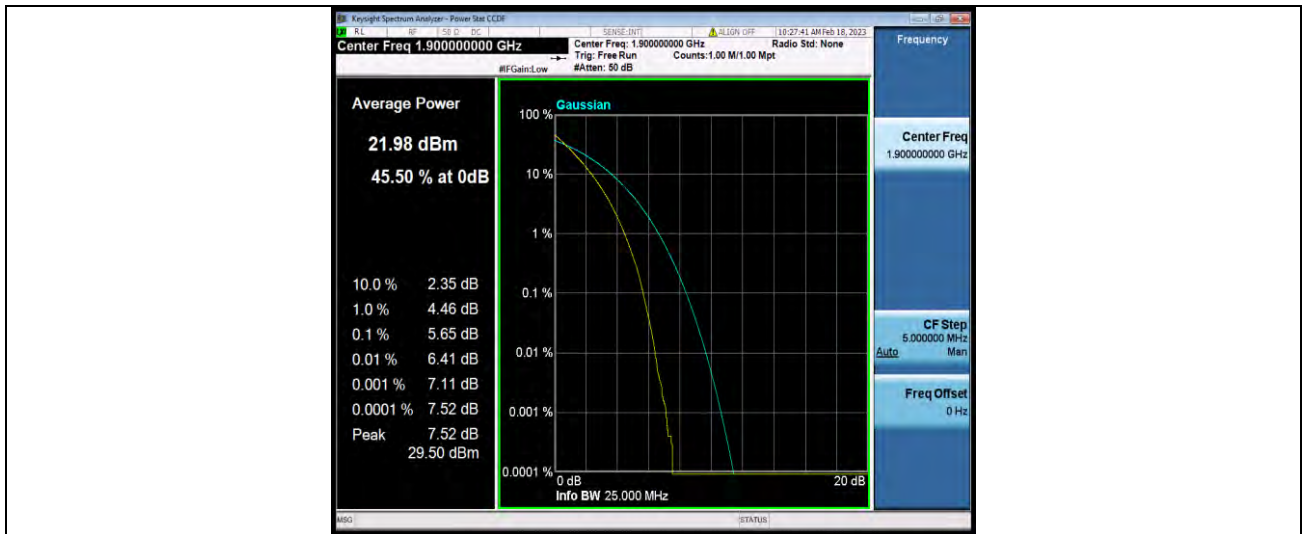 Keysight Spectrum Analyzer - Power Stat CCDF
RL RF 50 Ω DC SENSE:INT ALIGN OFF 10:27:41 AM Feb 18, 2023
Center Freq 1.900000000 GHz
Center Freq: 1.900000000 GHz Radio Std: None
Trig: Free Run Counts:1.00 M/1.00 Mpt
#IFGain:Low #Atten: 50 dB
Frequency
Average Power
21.98 dBm
45.50 % at 0dB
10.0 % 2.35 dB
1.0 % 4.46 dB
0.1 % 5.65 dB
0.01 % 6.41 dB
0.001 % 7.11 dB
0.0001 % 7.52 dB
Peak 7.52 dB
29.50 dBm
Gaussian
100 %
10 %
1 %
0.1 %
0.01 %
0.001 %
0.0001 %
0 dB 20 dB
Info BW 25.000 MHz
Center Freq
1.900000000 GHz
CF Step
5.000000 MHz
Auto Man
Freq Offset
0 Hz
MSG STATUS